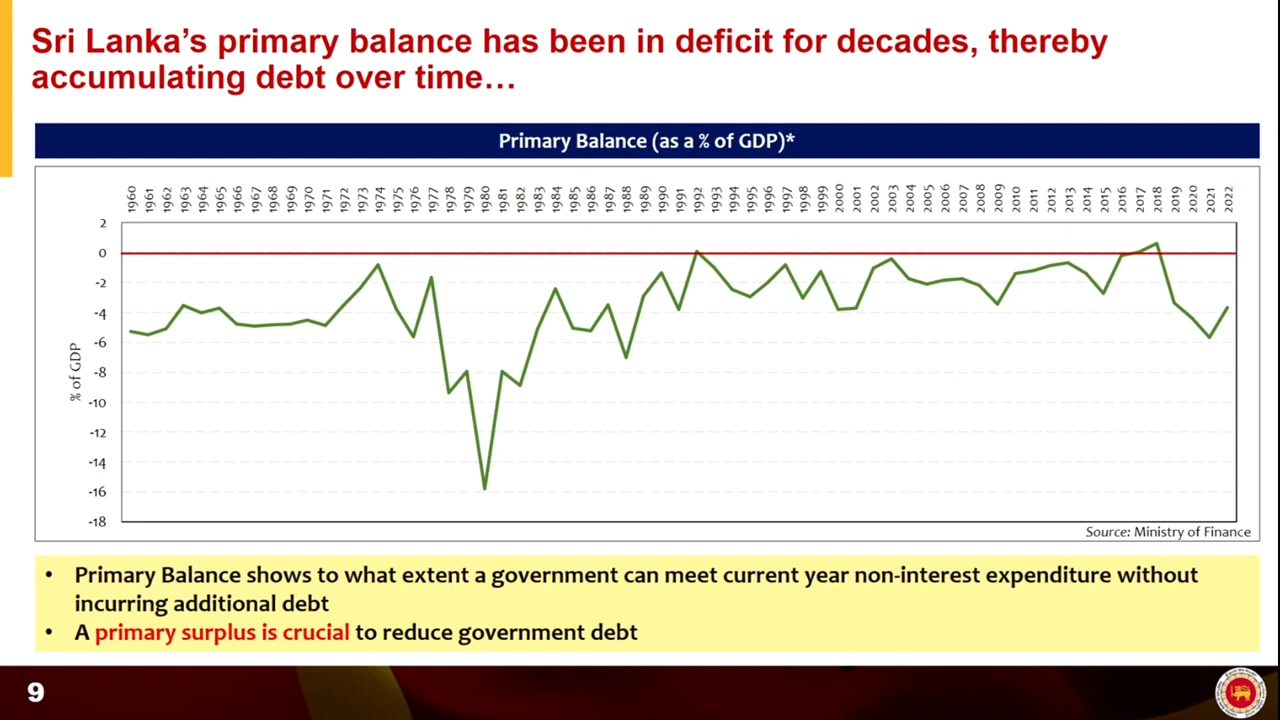 Sri Lanka’s primary balance has been in deficit for decades, thereby
accumulating debt over time…
Primary Balance (as a % of GDP)*
1960 1961 1962 1963 1964 1965 1966 1967 1968 1969 1970 1971 1972 1973 1974 1975 1976 1977 1978 1979 1980 1981 1982 1983 1984 1985 1986 1987 1988 1989 1990 1991 1992 1993 1994 1995 1996 1997 1998 1999 2000 2001 2002 2003 2004 2005 2006 2007 2008 2009 2010 2011 2012 2013 2014 2015 2016 2017 2018 2019 2020 2021 2022
2
0
-2
-4
-6
-8
-10
-12
-14
-16
-18
% of GDP
Source: Ministry of Finance
• Primary Balance shows to what extent a government can meet current year non-interest expenditure without
incurring additional debt
• A primary surplus is crucial to reduce government debt
9